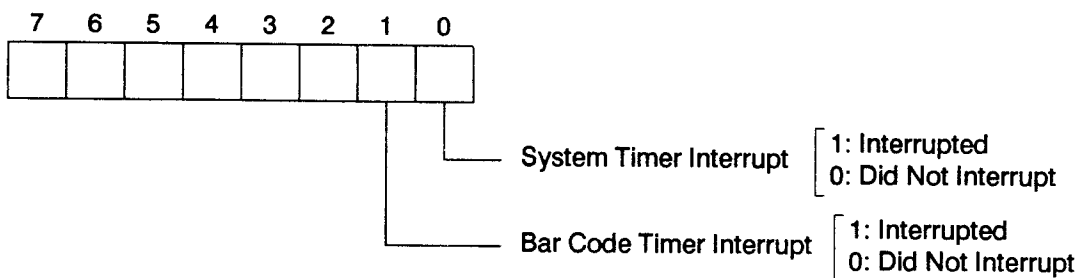 7 6 5 4 3 2 1 0
System Timer Interrupt
1: Interrupted
0: Did Not Interrupt
Bar Code Timer Interrupt
1: Interrupted
0: Did Not Interrupt